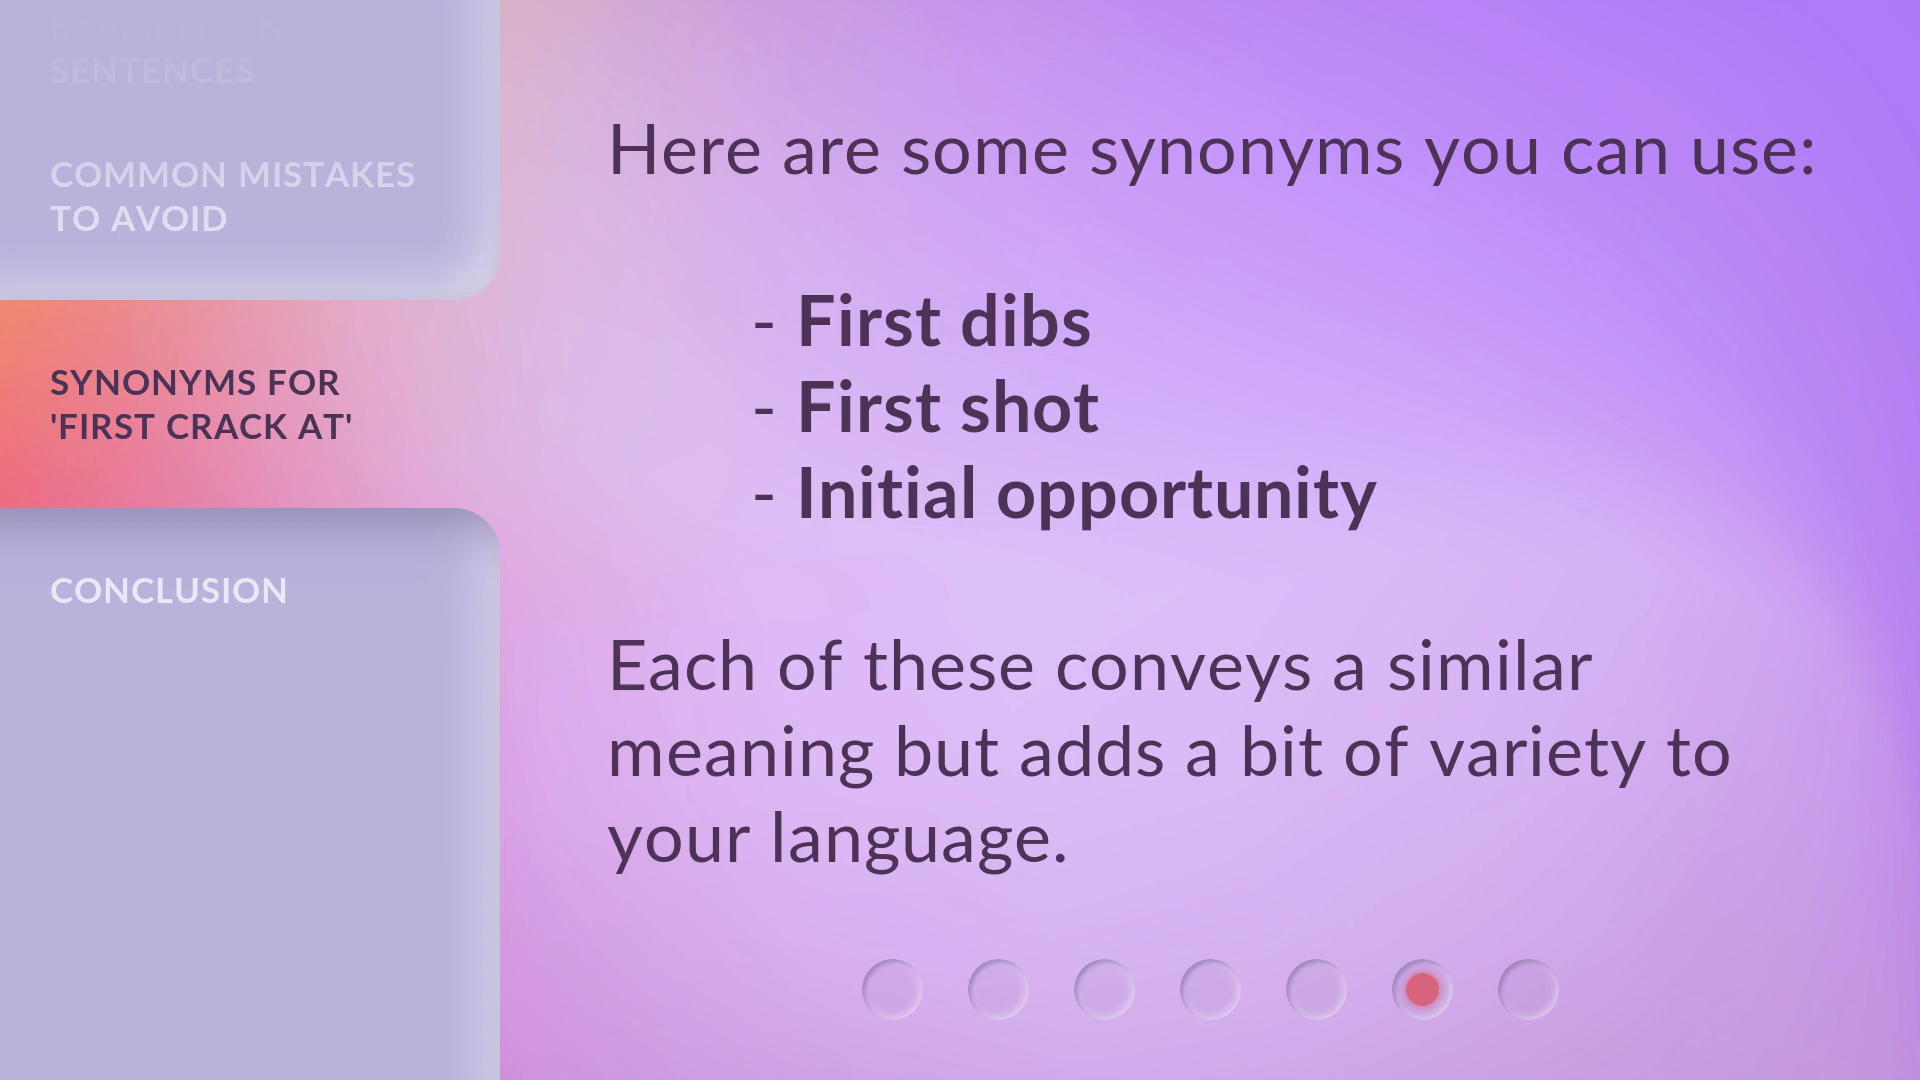 SENTENCES
COMMON MISTAKES
TO AVOID
SYNONYMS FOR
'FIRST CRACK AT'
CONCLUSION
Here are some synonyms you can use:
- First dibs
- First shot
- Initial opportunity
Each of these conveys a similar
meaning but adds a bit of variety to
your language.